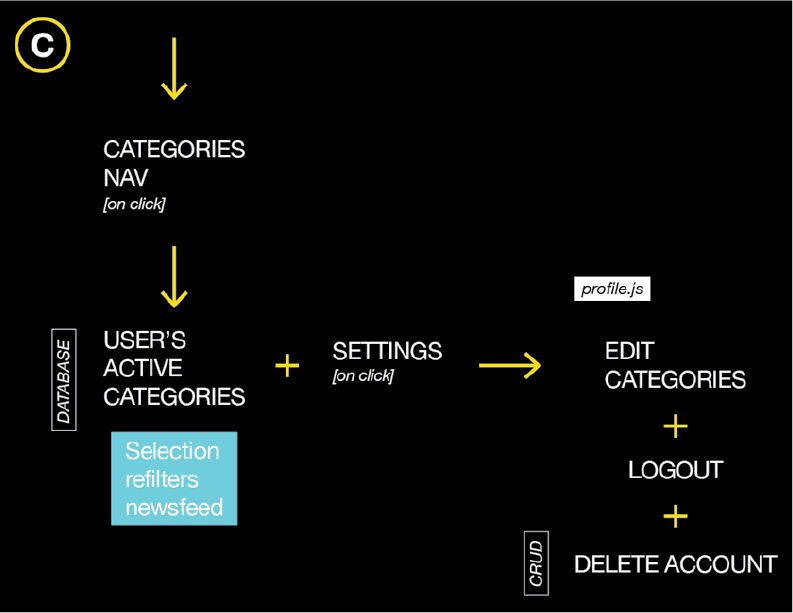 C
CATEGORIES
NAV
[on click]
profile.js
DATABASE
USER'S
ACTIVE
CATEGORIES
+
SETTINGS
[on click]
EDIT
CATEGORIES
+
LOGOUT
+
CRUD
DELETE ACCOUNT
Selection
refilters
newsfeed